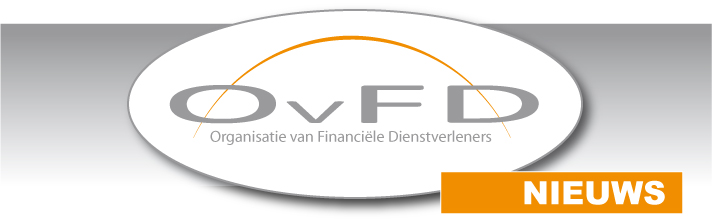 OvFD
Organisatie van Financiële Dienstverleners
NIEUWS